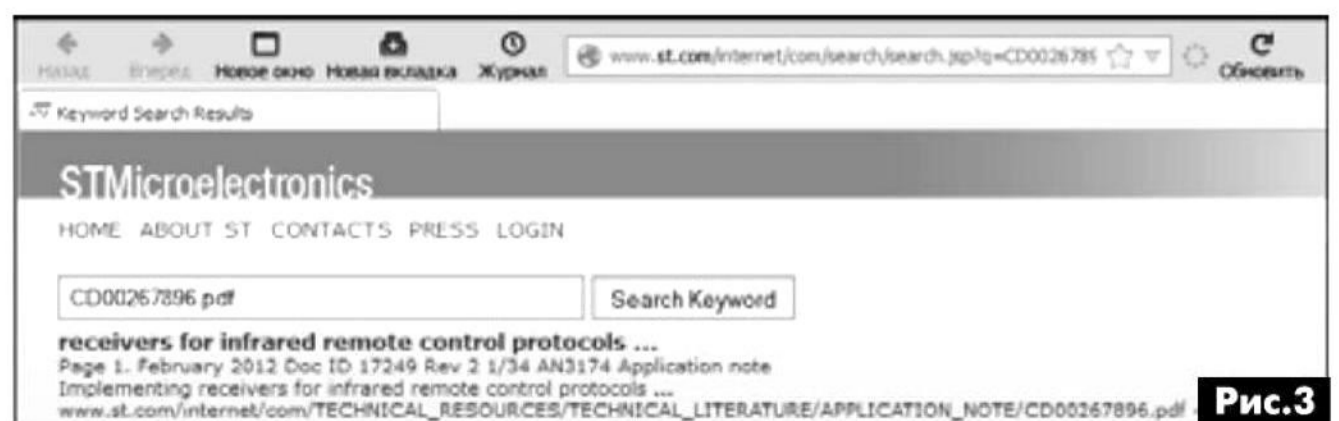 Назад Вперёд Новое окно Новая вкладка Журнал www.st.com/internet/com/search/search.jsp?q=CD0026789 Обновить
Keyword Search Results
STMicroelectronics
HOME ABOUT ST CONTACTS PRESS LOGIN
CD00267896 pdf Search Keyword
receivers for infrared remote control protocols ...
Page 1. February 2012 Doc ID 17249 Rev 2 1/34 AN3174 Application note
Implementing receivers for infrared remote control protocols ...
www.st.com/internet/com/TECHNICAL_RESOURCES/TECHNICAL_LITERATURE/APPLICATION_NOTE/CD00267896.pdf -
Рис.3